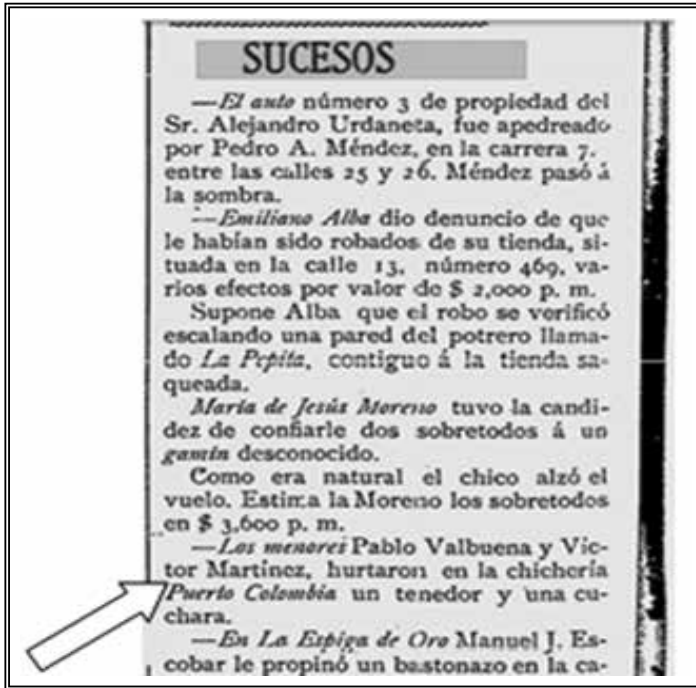 SUCESOS
—El auto número 3 de propiedad del
Sr. Alejandro Urdaneta, fue apedreado
por Pedro A. Méndez, en la carrera 7.
entre las calles 25 y 26. Méndez pasó á
la sombra.
—Emiliano Alba dio denuncio de que
le habían sido robados de su tienda, si-
tuada en la calle 13, número 469, va-
rios efectos por valor de $ 2,000 p. m.
Supone Alba que el robo se verificó
escalando una pared del potrero llama-
do La Pepita, contiguo á la tienda sa-
queada.
María de Jesús Moreno tuvo la candi-
dez de confiarle dos sobretodos á un
gamin desconocido.
Como era natural el chico alzó el
vuelo. Estima la Moreno los sobretodos
en $ 3,600 p. m.
—Los menores Pablo Valbuena y Víc-
tor Martínez, hurtaron en la chichería
Puerto Colombia un tenedor y una cu-
chara.
—En La Espiga de Oro Manuel J. Es-
cobar le propinó un bastonazo en la ca-